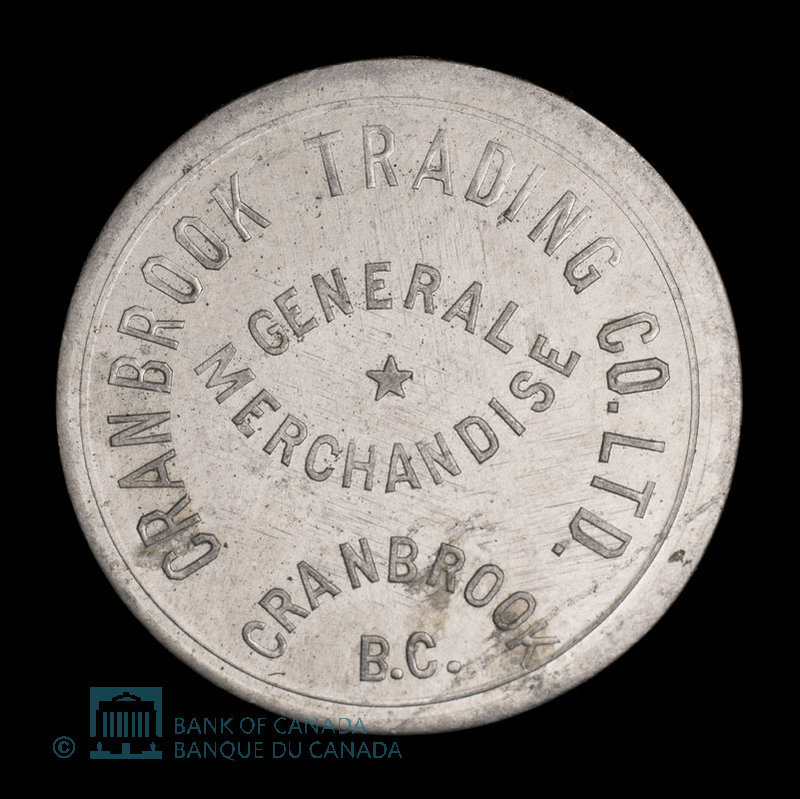 CRANBROOK TRADING CO. LTD.
GENERAL
MERCHANDISE
CRANBROOK
B.C.
© BANK OF CANADA
BANQUE DU CANADA